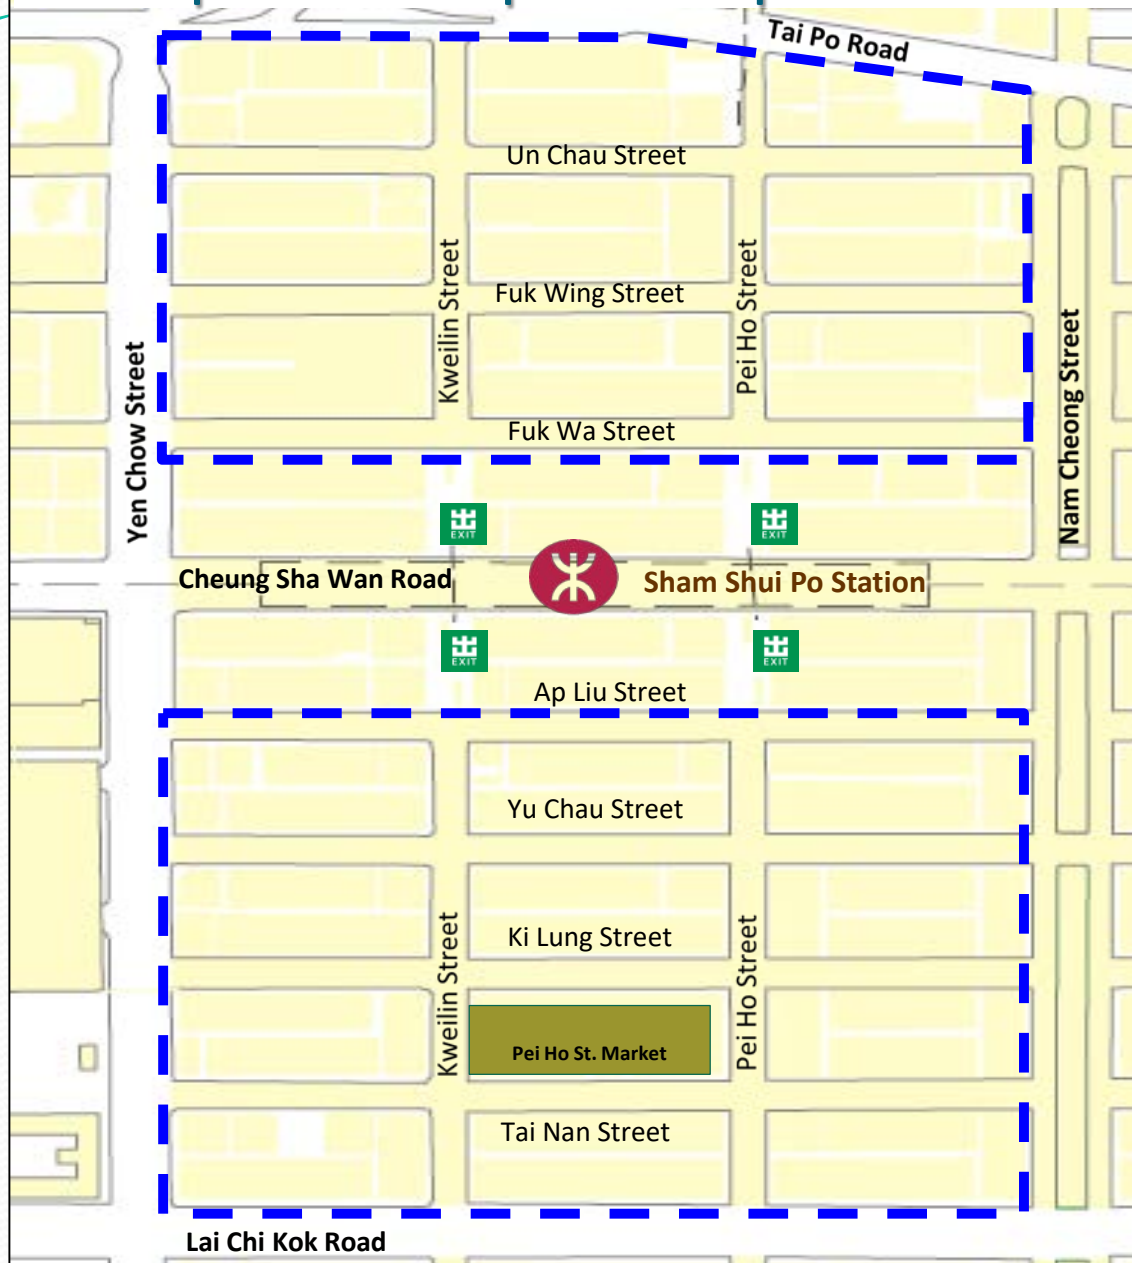 Tai Po Road
Un Chau Street
Kweilin Street
Pei Ho Street
Fuk Wing Street
Yen Chow Street
Nam Cheong Street
Fuk Wa Street
EXIT
EXIT
Cheung Sha Wan Road
Sham Shui Po Station
EXIT
EXIT
Ap Liu Street
Yu Chau Street
Kweilin Street
Pei Ho Street
Ki Lung Street
Pei Ho St. Market
Tai Nan Street
Lai Chi Kok Road